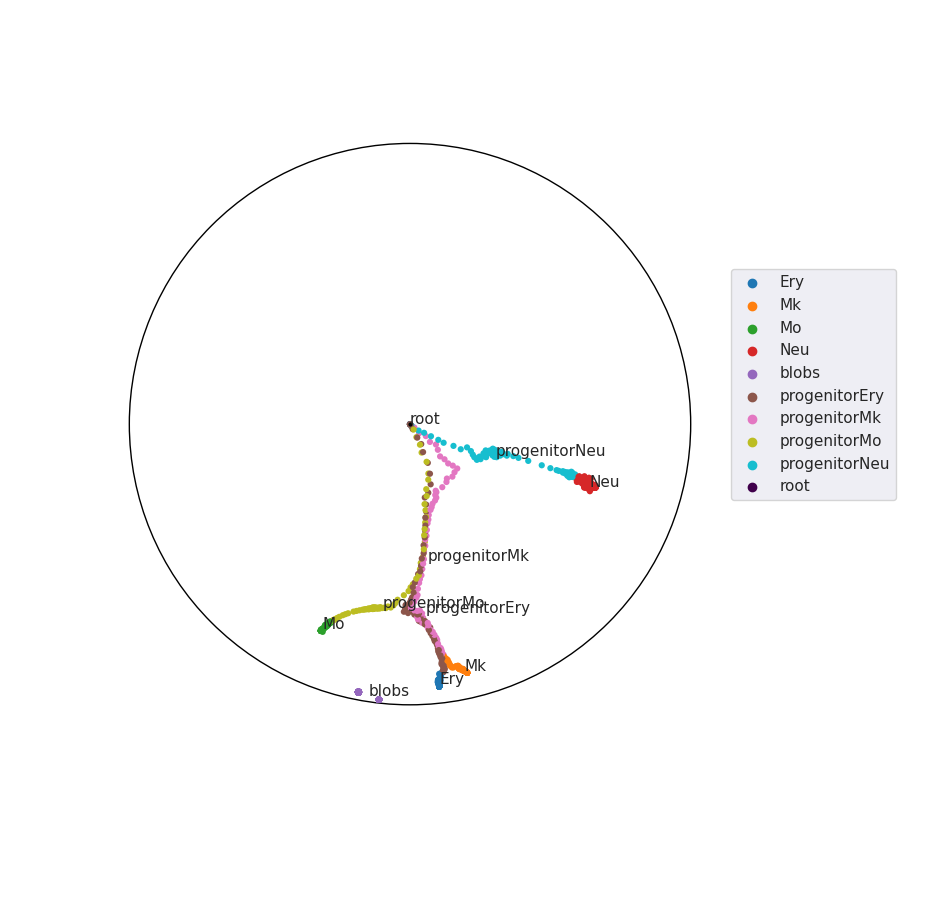 root
progenitorNeu
Neu
progenitorMk
progenitorMo
progenitorEry
Mo
Mk
Ery
blobs
Ery
Mk
Mo
Neu
blobs
progenitorEry
progenitorMk
progenitorMo
progenitorNeu
root